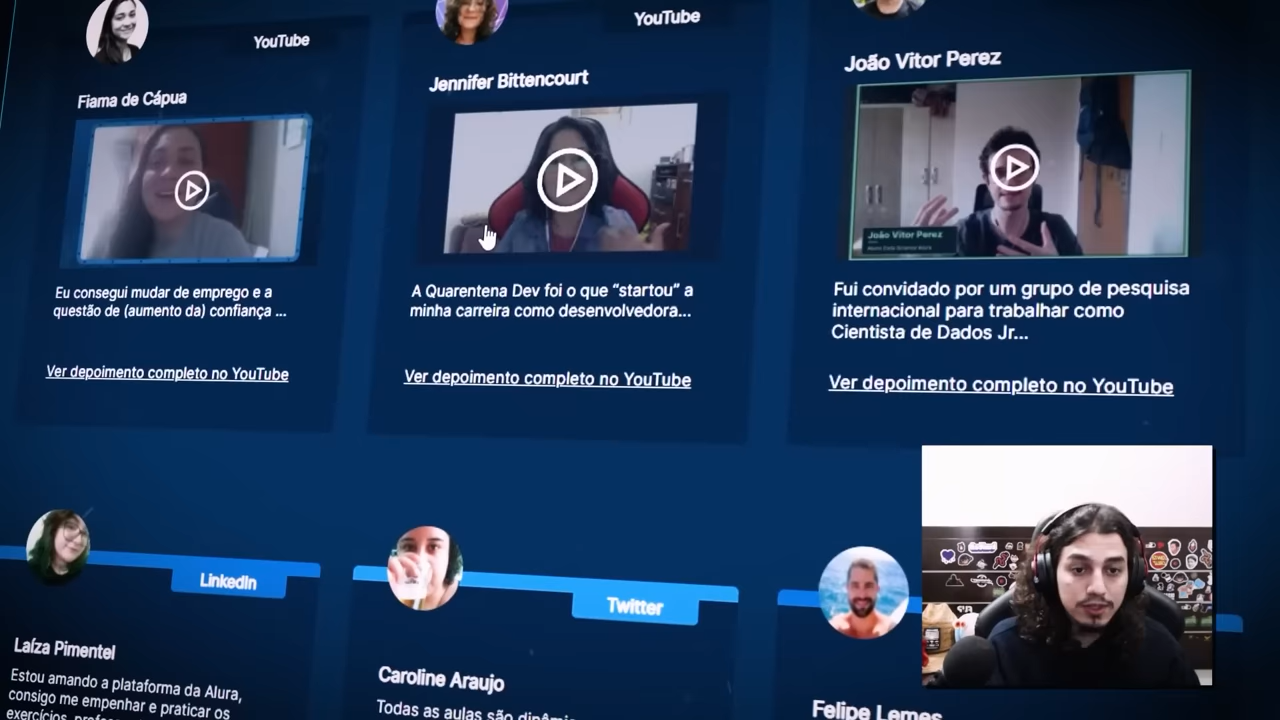 YouTube
Fiama de Cápua
Eu consegui mudar de emprego e a
questão de (aumento da) confiança ...
Ver depoimento completo no YouTube
YouTube
Jennifer Bittencourt
A Quarentena Dev foi o que “startou” a
minha carreira como desenvolvedora...
Ver depoimento completo no YouTube
João Vitor Perez
João Vitor Perez
Fui convidado por um grupo de pesquisa
internacional para trabalhar como
Cientista de Dados Jr...
Ver depoimento completo no YouTube
LinkedIn
Laíza Pimentel
Estou amando a plataforma da Alura,
consigo me empenhar e praticar os
Twitter
Caroline Araujo
Todas as aulas são
Felipe Lemes